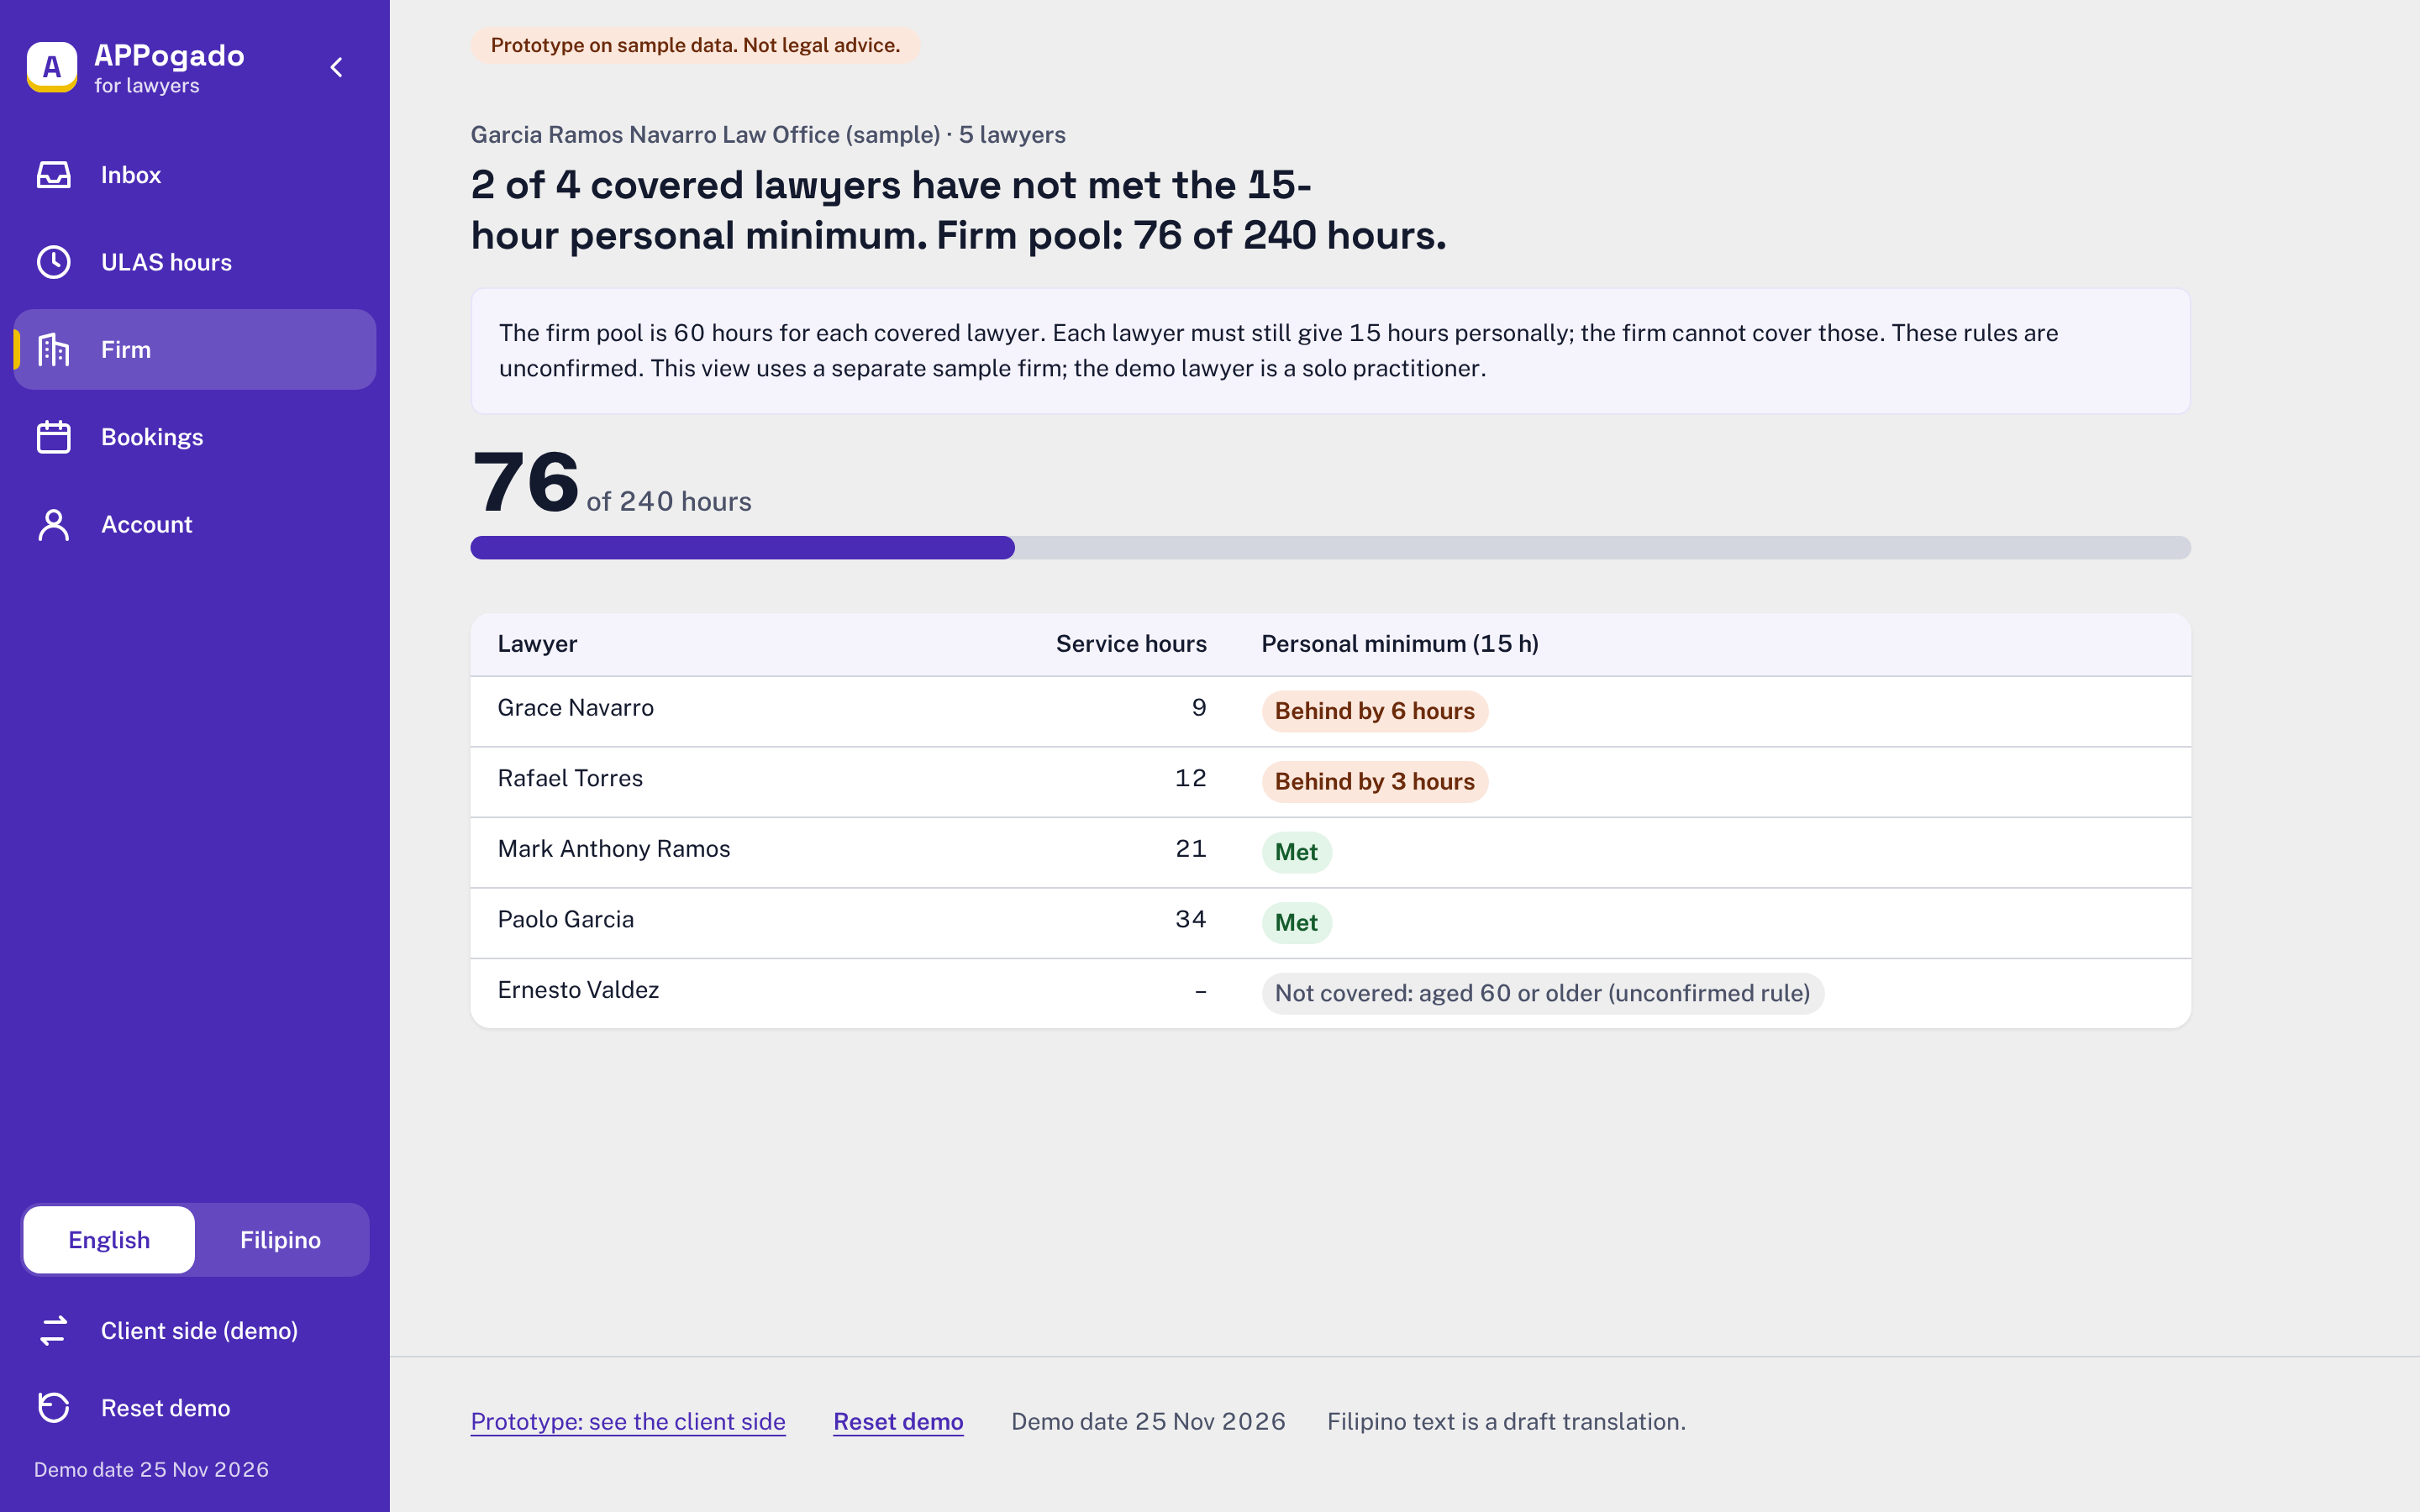 A
APPogado
for lawyers
Inbox
ULAS hours
Firm
Bookings
Account
English Filipino
Client side (demo)
Reset demo
Demo date 25 Nov 2026
Prototype on sample data. Not legal advice.
Garcia Ramos Navarro Law Office (sample) · 5 lawyers
2 of 4 covered lawyers have not met the 15-
hour personal minimum. Firm pool: 76 of 240 hours.
The firm pool is 60 hours for each covered lawyer. Each lawyer must still give 15 hours personally; the firm cannot cover those. These rules are
unconfirmed. This view uses a separate sample firm; the demo lawyer is a solo practitioner.
76 of 240 hours
Lawyer Service hours Personal minimum (15 h)
Grace Navarro 9 Behind by 6 hours
Rafael Torres 12 Behind by 3 hours
Mark Anthony Ramos 21 Met
Paolo Garcia 34 Met
Ernesto Valdez – Not covered: aged 60 or older (unconfirmed rule)
Prototype: see the client side Reset demo Demo date 25 Nov 2026 Filipino text is a draft translation.